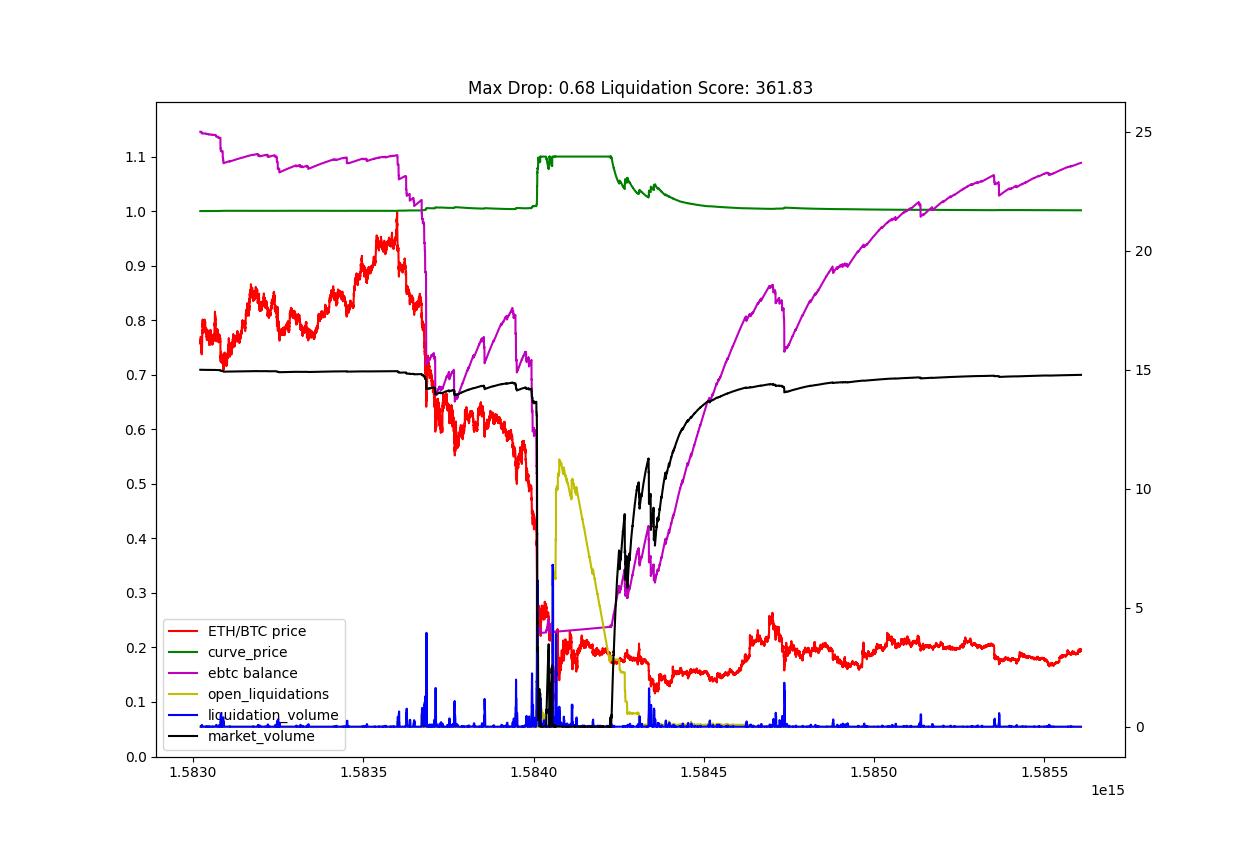 Max Drop: 0.68 Liquidation Score: 361.83
1.1
1.0
0.9
0.8
0.7
0.6
0.5
0.4
0.3
0.2
0.1
0.0
25
20
15
10
5
0
ETH/BTC price
curve_price
ebtc balance
open_liquidations
liquidation_volume
market_volume
1.5830 1.5835 1.5840 1.5845 1.5850 1.5855
1e15